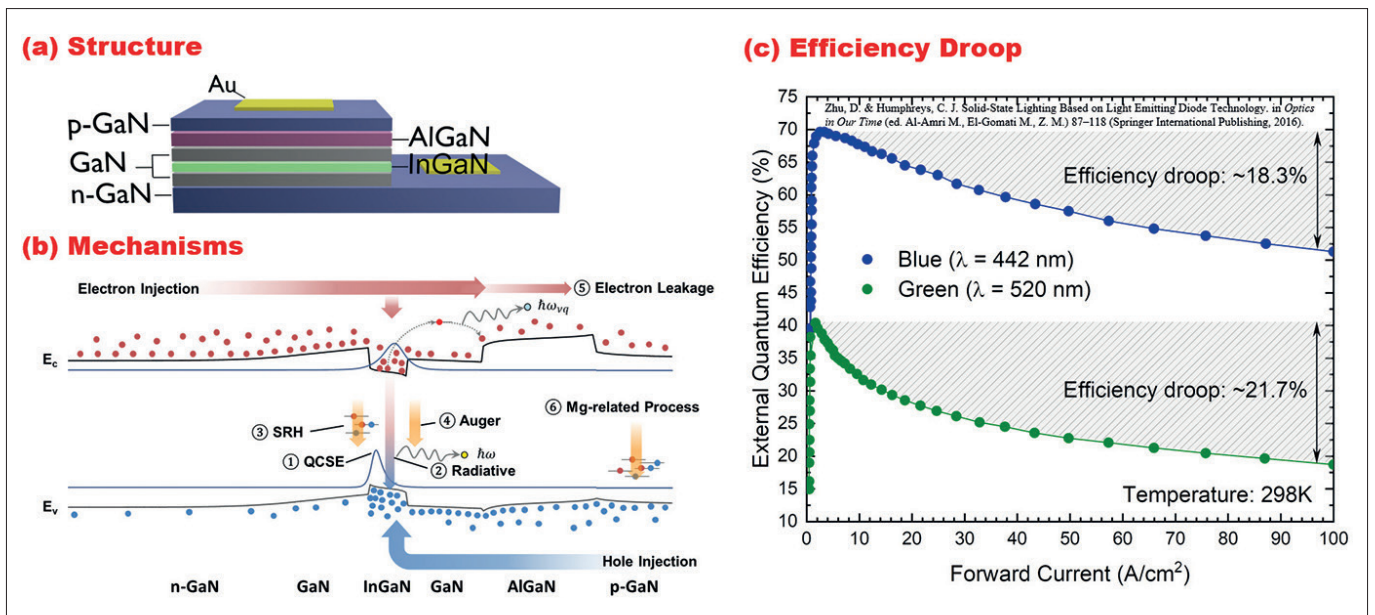 (a) Structure
Au
p-GaN
AlGaN
GaN
InGaN
n-GaN
(b) Mechanisms
Electron Injection
⑤ Electron Leakage
ħωνq
Ec
③ SRH
④ Auger
⑥ Mg-related Process
① QCSE
ħω
② Radiative
Ev
Hole Injection
n-GaN GaN InGaN GaN AlGaN p-GaN
(c) Efficiency Droop
Zhu, D. & Humphreys, C. J. Solid-State Lighting Based on Light Emitting Diode Technology. in Optics
in Our Time (ed. Al-Amri M., El-Gomati M., Z. M.) 87–118 (Springer International Publishing, 2016).
External Quantum Efficiency (%)
75
70
65
60
55
50
45
40
35
30
25
20
15
10
Efficiency droop: ~18.3%
Blue (λ = 442 nm)
Green (λ = 520 nm)
Efficiency droop: ~21.7%
Temperature: 298K
0 10 20 30 40 50 60 70 80 90 100
Forward Current (A/cm²)